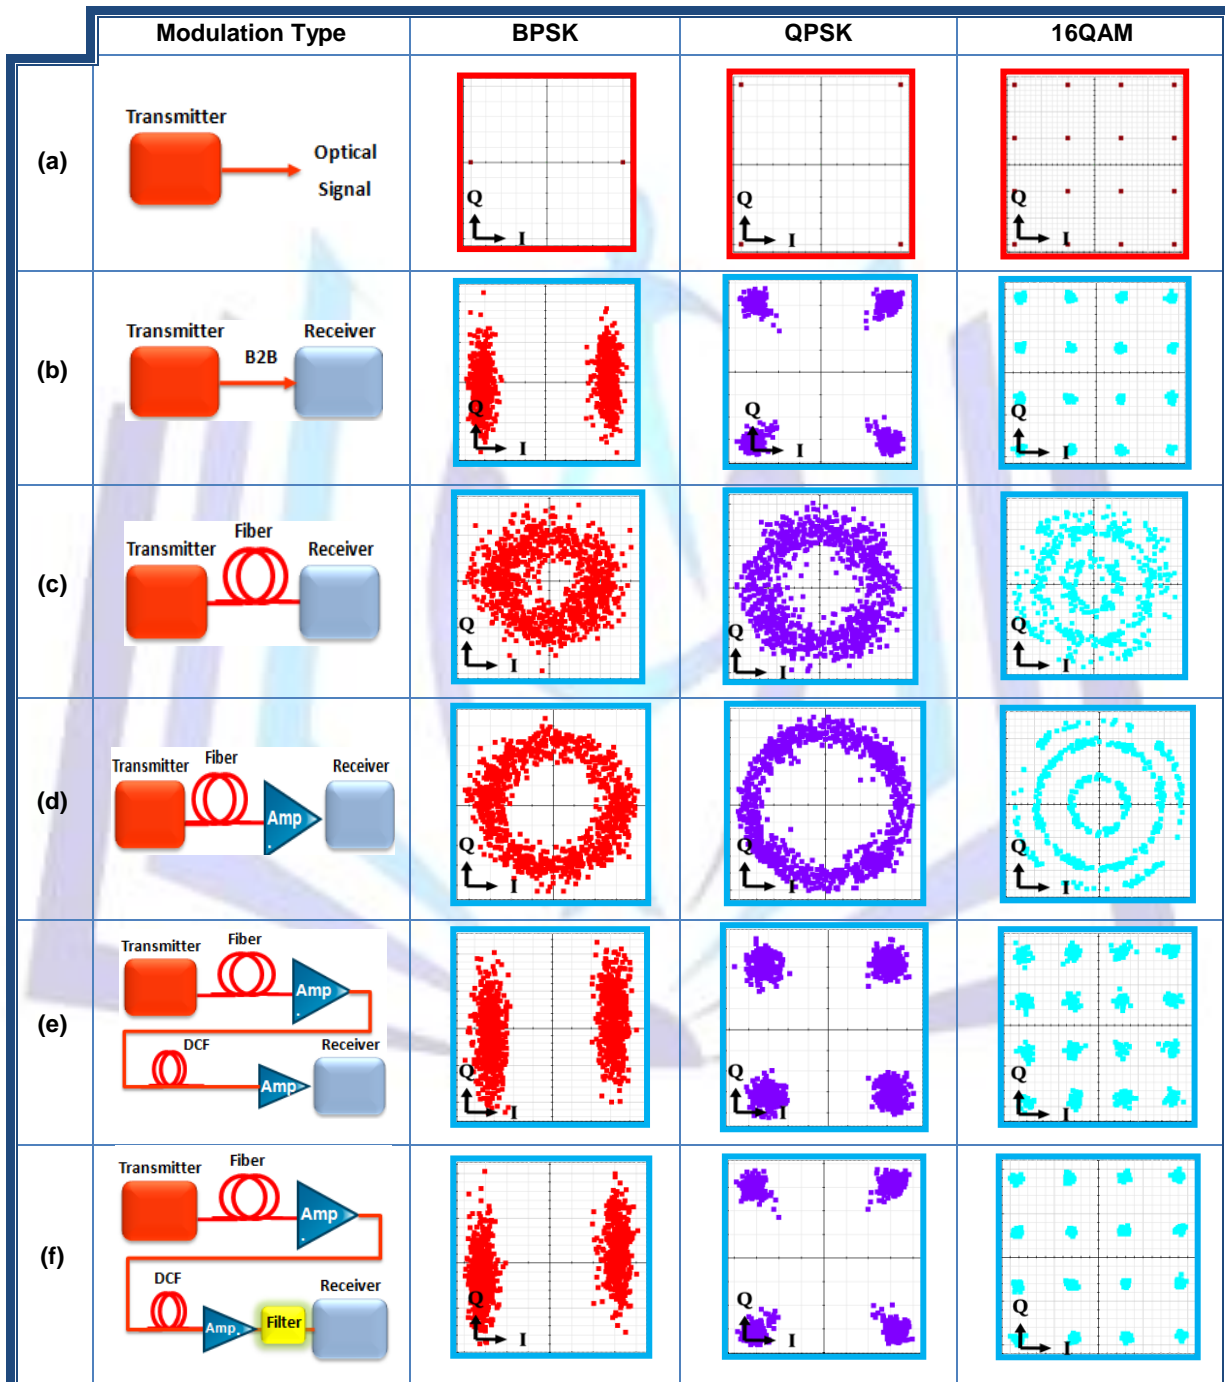 Modulation Type BPSK QPSK 16QAM
(a)
Transmitter
Optical
Signal
Q
I
Q
I
Q
I
(b)
Transmitter Receiver
B2B
Q
I
Q
I
Q
I
(c)
Fiber
Transmitter Receiver
Q
I
Q
I
Q
I
(d)
Transmitter Fiber Receiver
Amp
.
Q
I
Q
I
Q
I
(e)
Transmitter Fiber
Amp
.
DCF Receiver
Amp.
Q
I
Q
I
Q
I
(f)
Transmitter Fiber
Amp
.
DCF Receiver
Amp. Filter
Q
I
Q
I
Q
I